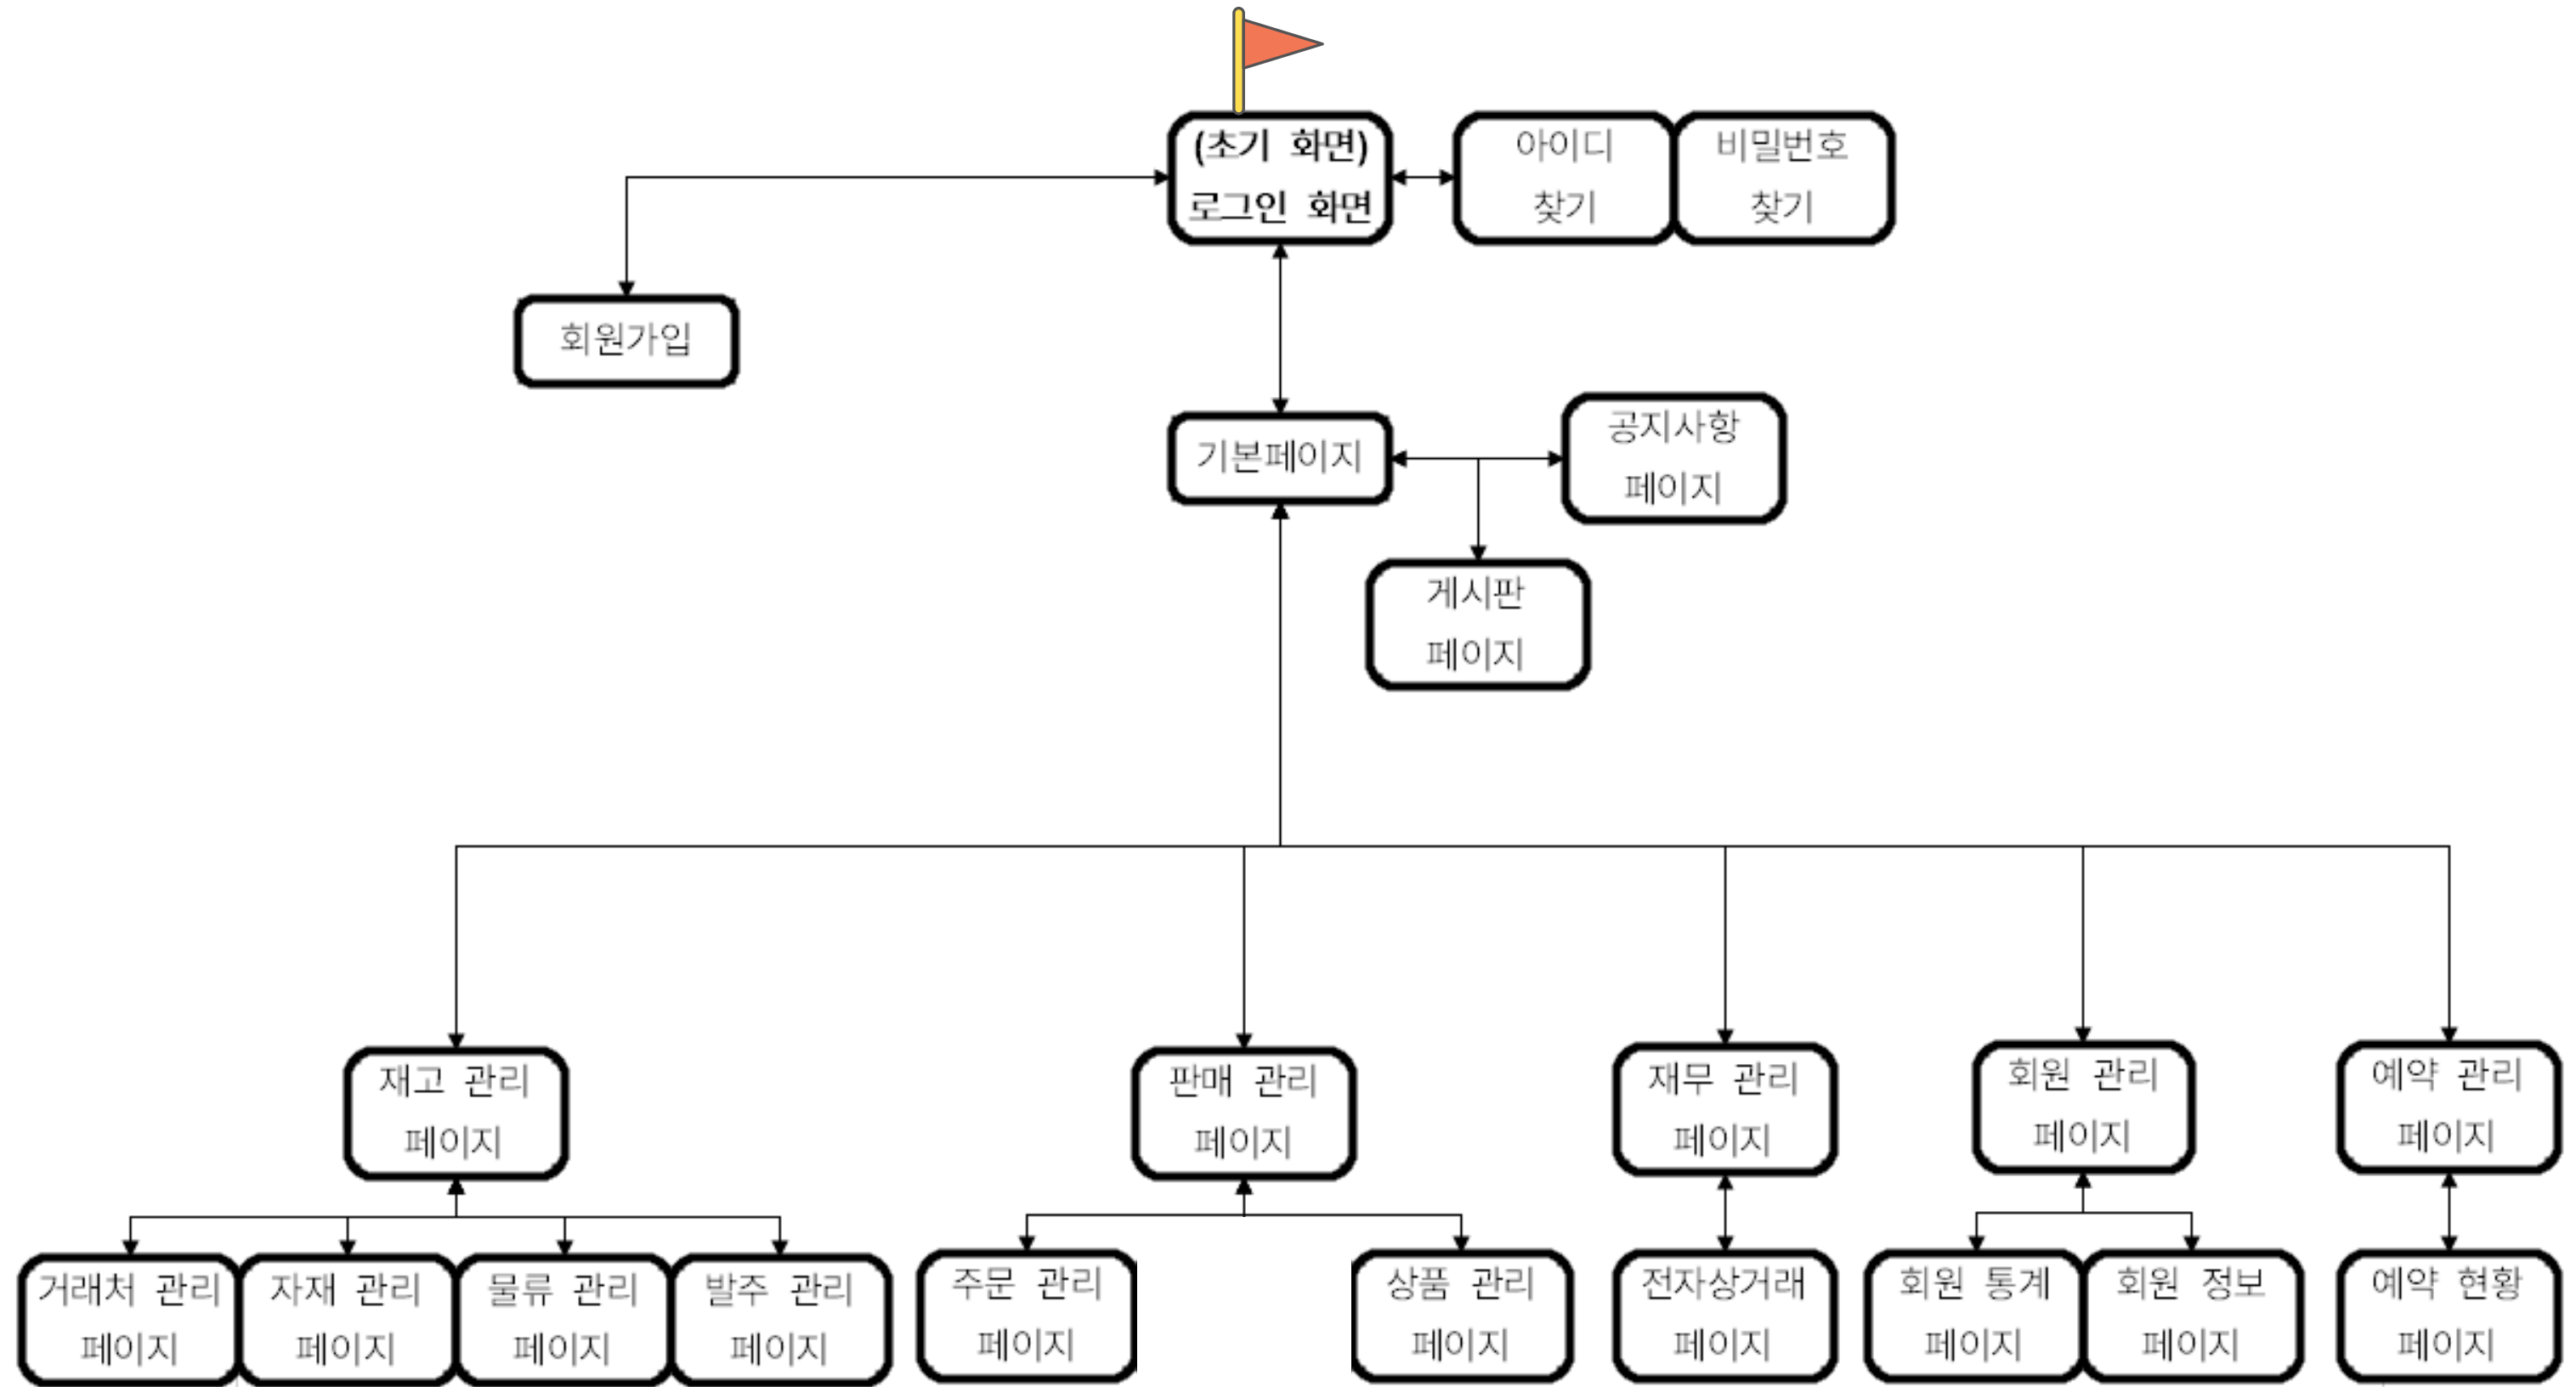 (초기 화면)
로그인 화면
아이디
찾기
비밀번호
찾기
회원가입
기본페이지
공지사항
페이지
게시판
페이지
재고 관리
페이지
판매 관리
페이지
재무 관리
페이지
회원 관리
페이지
예약 관리
페이지
거래처 관리
페이지
자재 관리
페이지
물류 관리
페이지
발주 관리
페이지
주문 관리
페이지
상품 관리
페이지
전자상거래
페이지
회원 통계
페이지
회원 정보
페이지
예약 현황
페이지